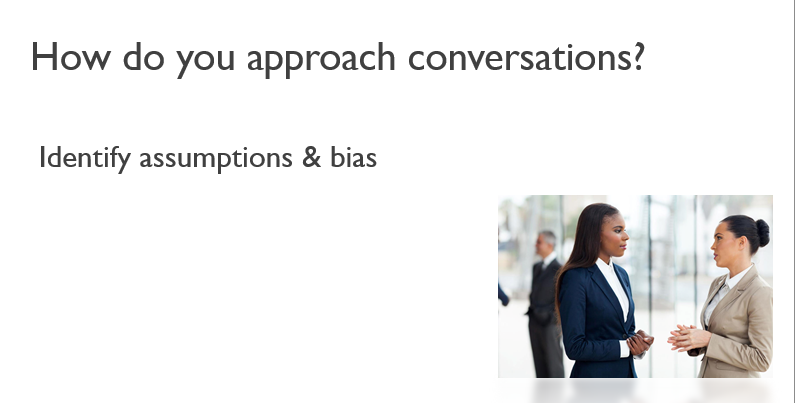 How do you approach conversations?
Identify assumptions & bias